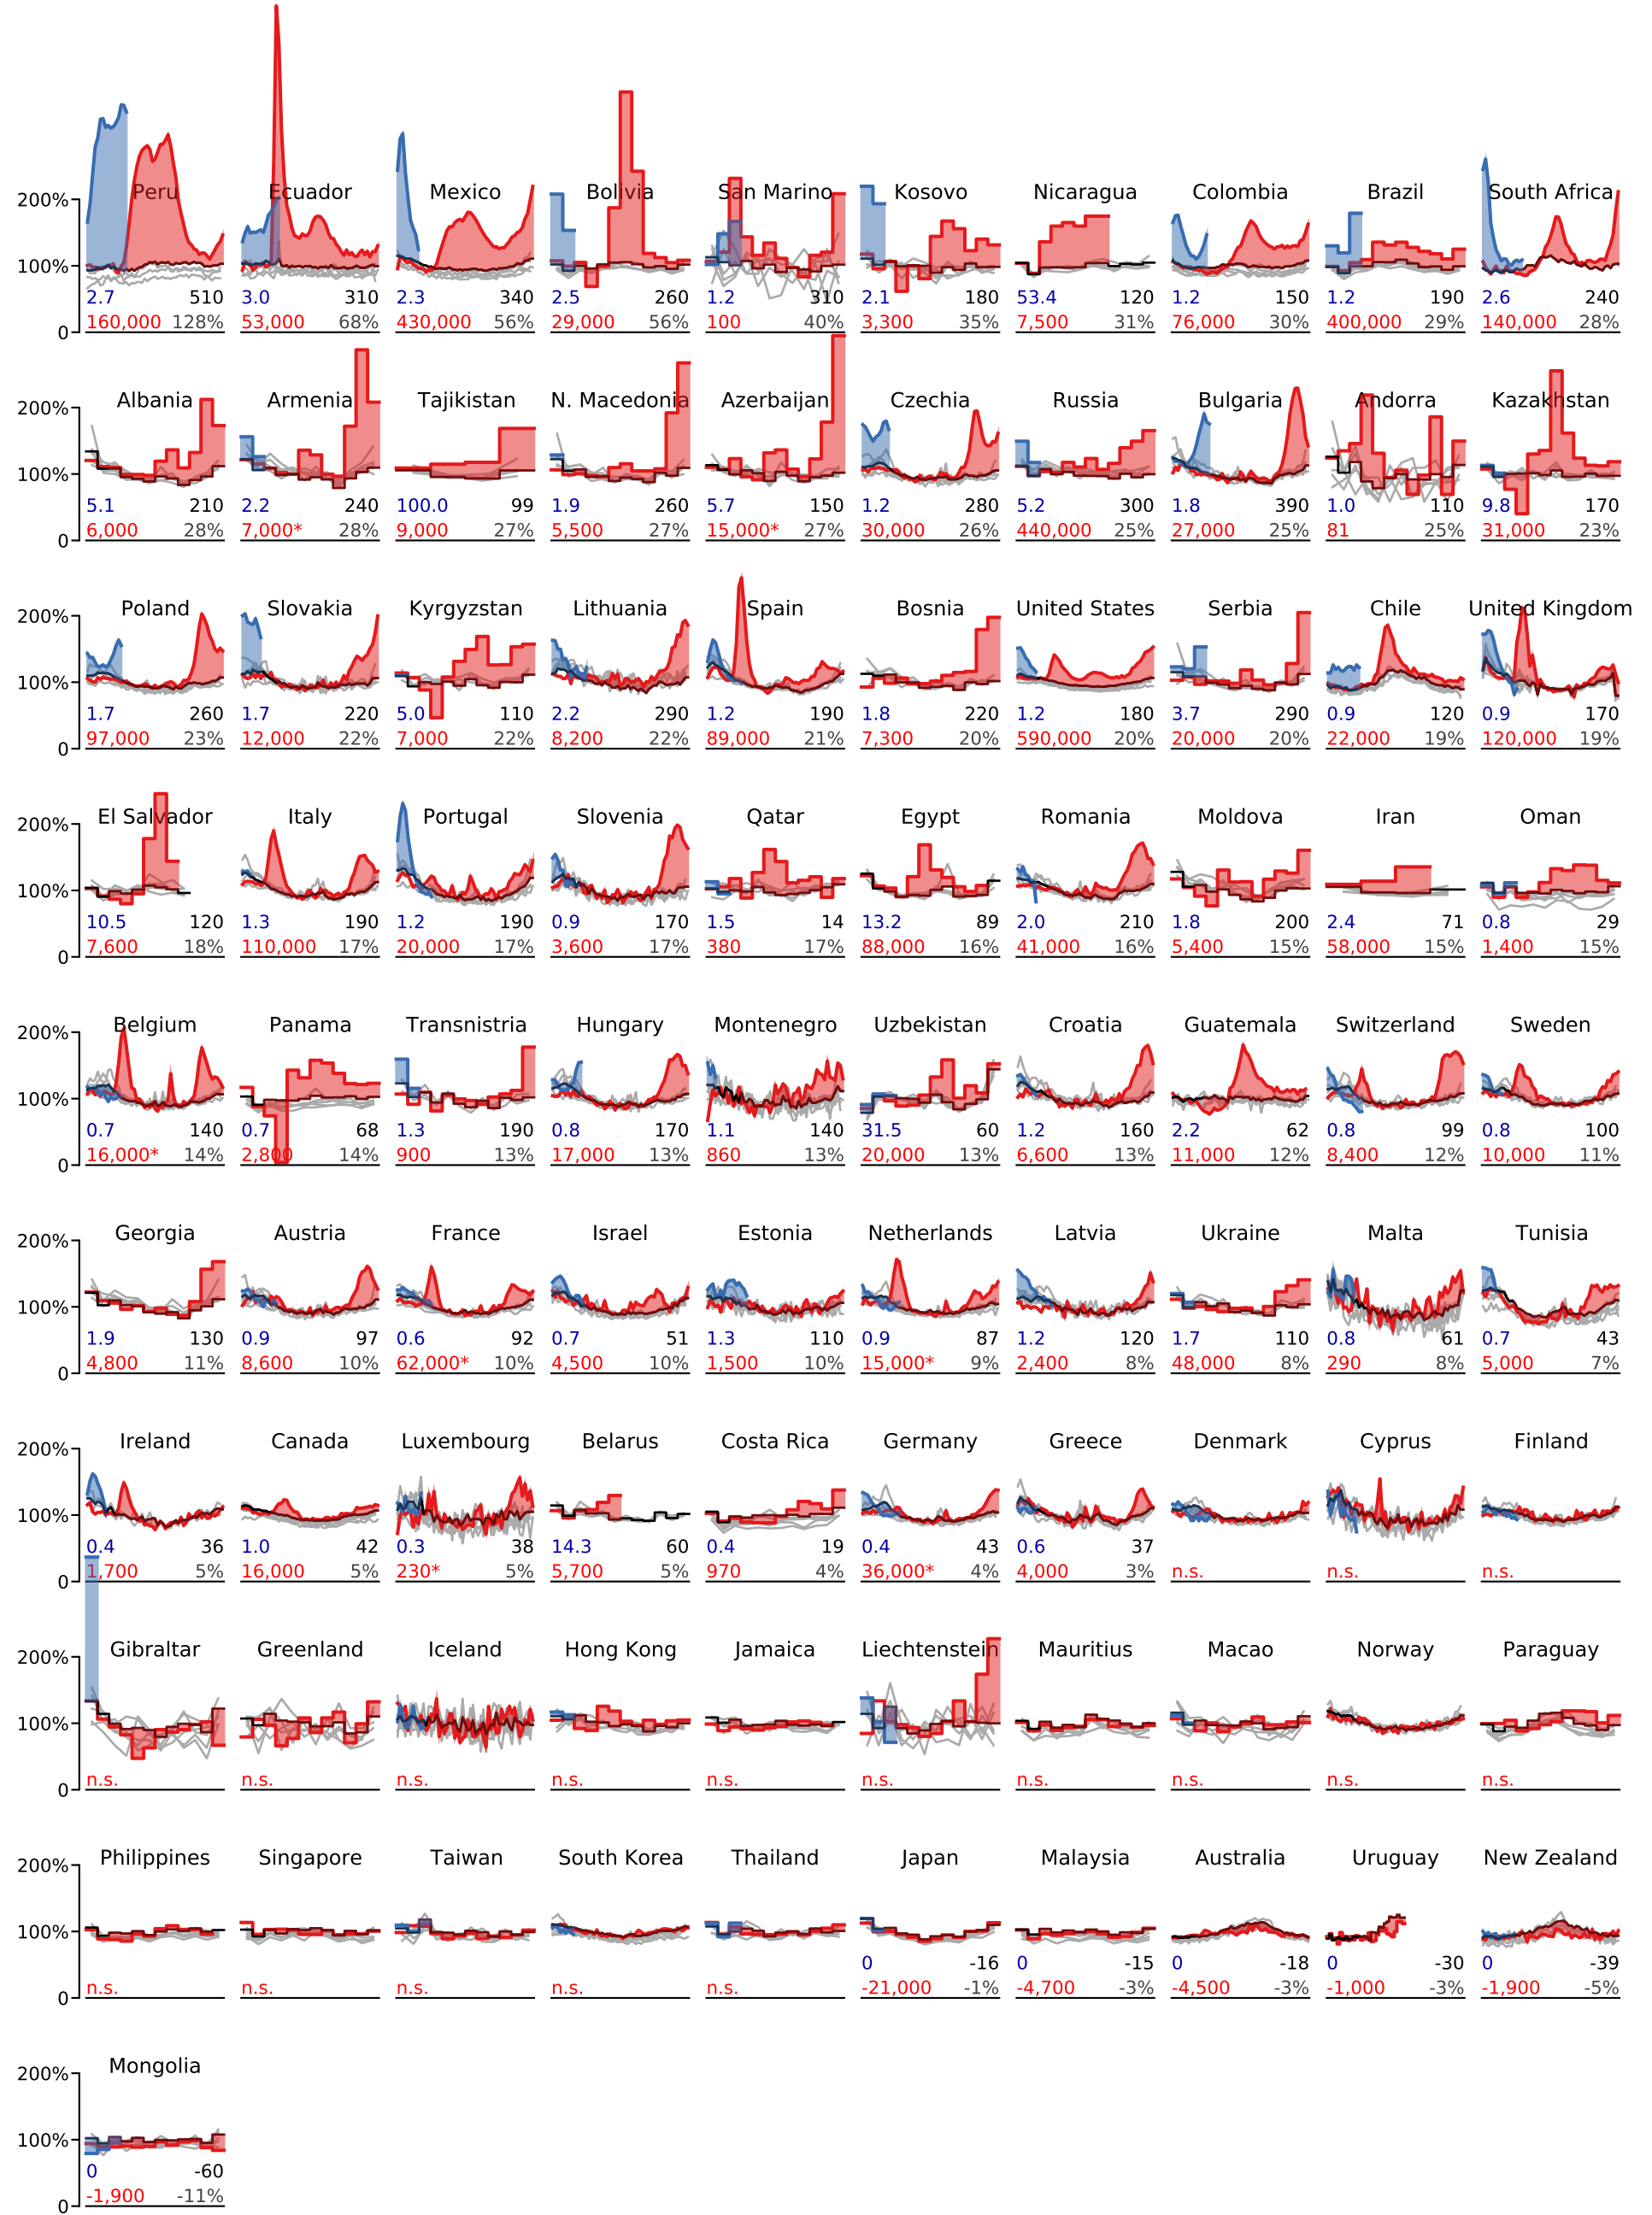 Peru Ecuador Mexico Bolivia San Marino Kosovo Nicaragua Colombia Brazil South Africa
200%
100%
2.7 510 3.0 310 2.3 340 2.5 260 1.2 310 2.1 180 53.4 120 1.2 150 1.2 190 2.6 240
0 160,000 128% 53,000 68% 430,000 56% 29,000 56% 100 40% 3,300 35% 7,500 31% 76,000 30% 400,000 29% 140,000 28%
Albania Armenia Tajikistan N. Macedonia Azerbaijan Czechia Russia Bulgaria Andorra Kazakhstan
200%
100%
5.1 210 2.2 240 100.0 99 1.9 260 5.7 150 1.2 280 5.2 300 1.8 390 1.0 110 9.8 170
0 6,000 28% 7,000* 28% 9,000 27% 5,500 27% 15,000* 27% 30,000 26% 440,000 25% 27,000 25% 81 25% 31,000 23%
Poland Slovakia Kyrgyzstan Lithuania Spain Bosnia United States Serbia Chile United Kingdom
200%
100%
1.7 260 1.7 220 5.0 110 2.2 290 1.2 190 1.8 220 1.2 180 3.7 290 0.9 120 0.9 170
0 97,000 23% 12,000 22% 7,000 22% 8,200 22% 89,000 21% 7,300 20% 590,000 20% 20,000 20% 22,000 19% 120,000 19%
El Salvador Italy Portugal Slovenia Qatar Egypt Romania Moldova Iran Oman
200%
100%
10.5 120 1.3 190 1.2 190 0.9 170 1.5 14 13.2 89 2.0 210 1.8 200 2.4 71 0.8 29
0 7,600 18% 110,000 17% 20,000 17% 3,600 17% 380 17% 88,000 16% 41,000 16% 5,400 15% 58,000 15% 1,400 15%
Belgium Panama Transnistria Hungary Montenegro Uzbekistan Croatia Guatemala Switzerland Sweden
200%
100%
0.7 140 0.7 68 1.3 190 0.8 170 1.1 140 31.5 60 1.2 160 2.2 62 0.8 99 0.8 100
0 16,000* 14% 2,800 14% 900 13% 17,000 13% 860 13% 20,000 13% 6,600 13% 11,000 12% 8,400 12% 10,000 11%
Georgia Austria France Israel Estonia Netherlands Latvia Ukraine Malta Tunisia
200%
100%
1.9 130 0.9 97 0.6 92 0.7 51 1.3 110 0.9 87 1.2 120 1.7 110 0.8 61 0.7 43
0 4,800 11% 8,600 10% 62,000* 10% 4,500 10% 1,500 10% 15,000* 9% 2,400 8% 48,000 8% 290 8% 5,000 7%
Ireland Canada Luxembourg Belarus Costa Rica Germany Greece Denmark Cyprus Finland
200%
100%
0.4 36 1.0 42 0.3 38 14.3 60 0.4 19 0.4 43 0.6 37
0 1,700 5% 16,000 5% 230* 5% 5,700 5% 970 4% 36,000* 4% 4,000 3% n.s. n.s. n.s.
Gibraltar Greenland Iceland Hong Kong Jamaica Liechtenstein Mauritius Macao Norway Paraguay
200%
100%
0 n.s. n.s. n.s. n.s. n.s. n.s. n.s. n.s. n.s. n.s.
Philippines Singapore Taiwan South Korea Thailand Japan Malaysia Australia Uruguay New Zealand
200%
100%
0 -16 0 -15 0 -18 0 -30 0 -39
0 n.s. n.s. n.s. n.s. n.s. -21,000 -1% -4,700 -3% -4,500 -3% -1,000 -3% -1,900 -5%
Mongolia
200%
100%
0 -60
0 -1,900 -11%